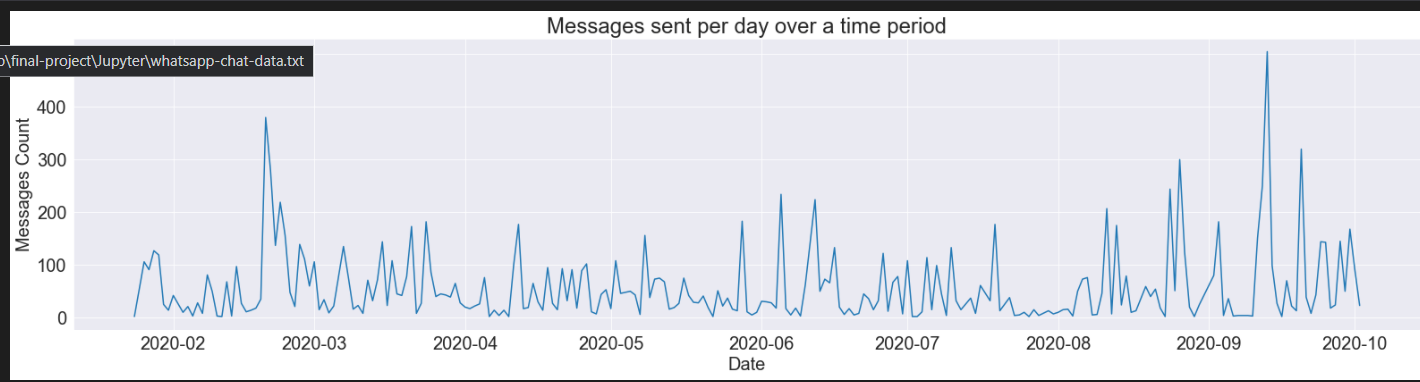 Messages sent per day over a time period
\final-project\Jupyter\whatsapp-chat-data.txt
400
300
200
100
0
Messages Count
2020-02 2020-03 2020-04 2020-05 2020-06 2020-07 2020-08 2020-09 2020-10
Date